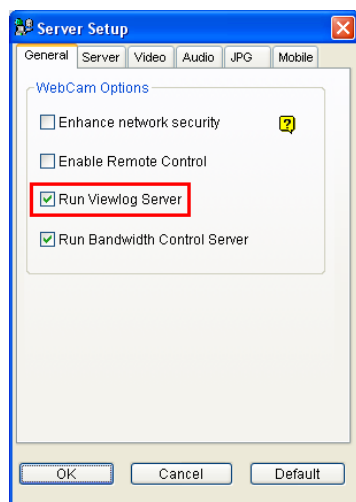 Server Setup
General Server Video Audio JPG Mobile
WebCam Options
Enhance network security ?
Enable Remote Control
Run Viewlog Server
Run Bandwidth Control Server
OK Cancel Default